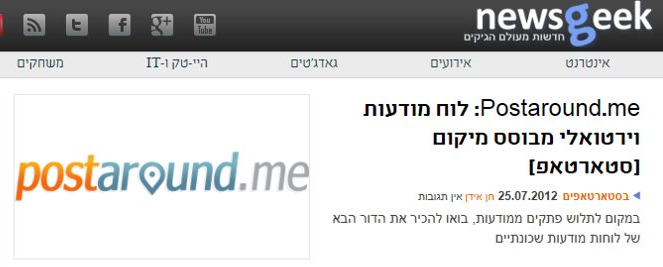 You
Tube
newsgeek
חדשות מעולם הגיקים
אינטרנט אירועים גאדג'טים היי-טק ו-IT משחקים
Postaround.me: לוח מודעות
וירטואלי מבוסס מיקום
[סטארטאפ]
בסטארטאפים 25.07.2012 חן אידן אין תגובות
במקום לתלוש פתקים ממודעות, בואו להכיר את הדור הבא
של לוחות מודעות שכונתיים
postaround.me